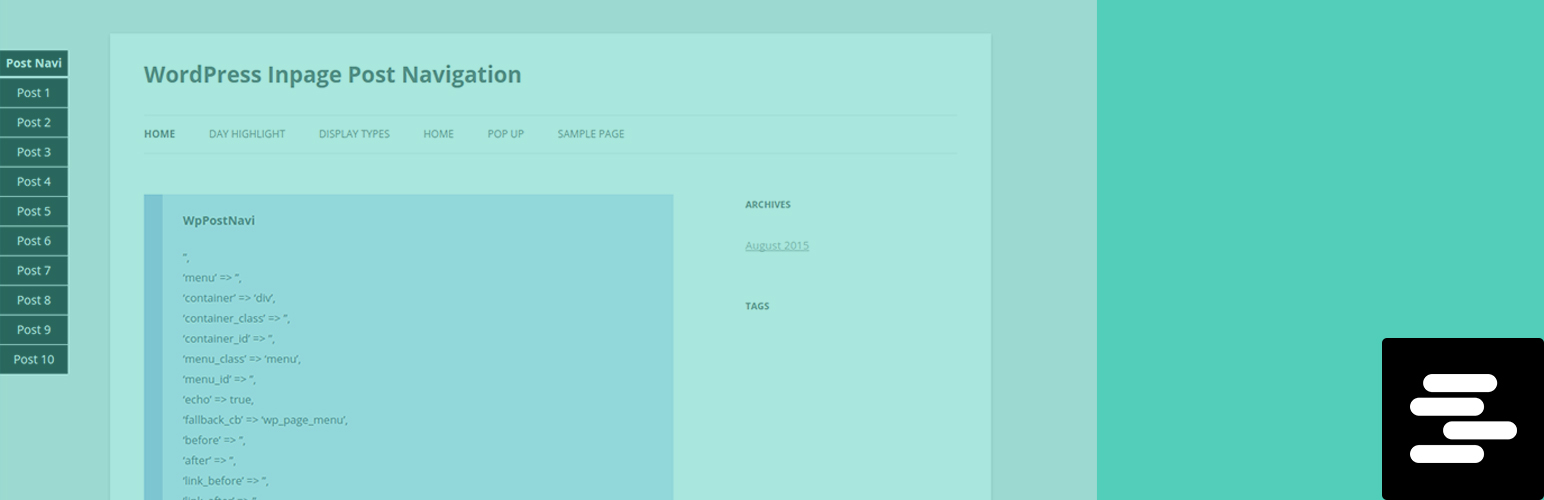 Post Navi
Post 1
Post 2
Post 3
Post 4
Post 5
Post 6
Post 7
Post 8
Post 9
Post 10
WordPress Inpage Post Navigation
HOME DAY HIGHLIGHT DISPLAY TYPES HOME POP UP SAMPLE PAGE
WpPostNavi
”,
‘menu’ => ”,
‘container’ => ‘div’,
‘container_class’ => ”,
‘container_id’ => ”,
‘menu_class’ => ‘menu’,
‘menu_id’ => ”,
‘echo’ => true,
‘fallback_cb’ => ‘wp_page_menu’,
‘before’ => ”,
‘after’ => ”,
‘link_before’ => ”,
ARCHIVES
August 2015
TAGS